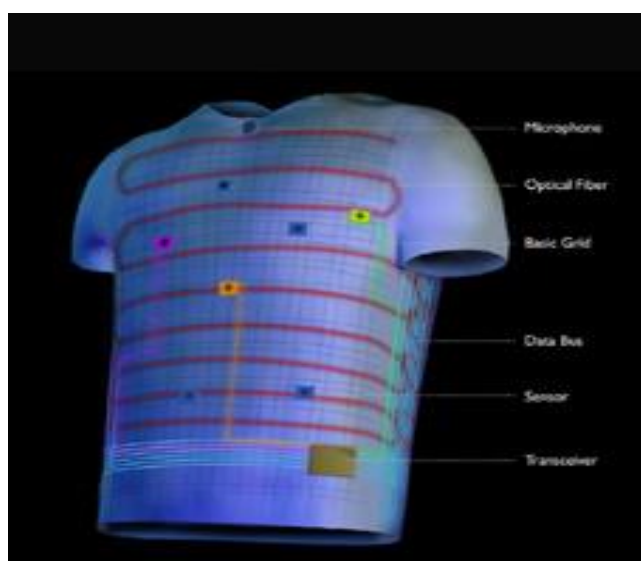 Microphone
Optical Fiber
Basic Grid
Data Bus
Sensor
Transceiver